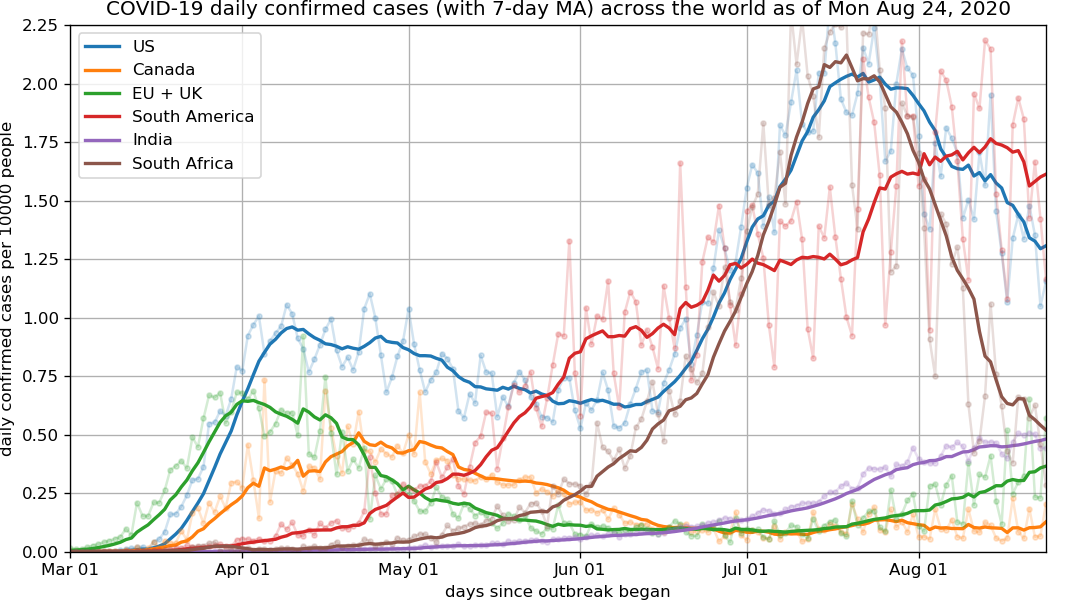 COVID-19 daily confirmed cases (with 7-day MA) across the world as of Mon Aug 24, 2020
daily confirmed cases per 10000 people
2.25
2.00
1.75
1.50
1.25
1.00
0.75
0.50
0.25
0.00
US
Canada
EU + UK
South America
India
South Africa
Mar 01 Apr 01 May 01 Jun 01 Jul 01 Aug 01
days since outbreak began